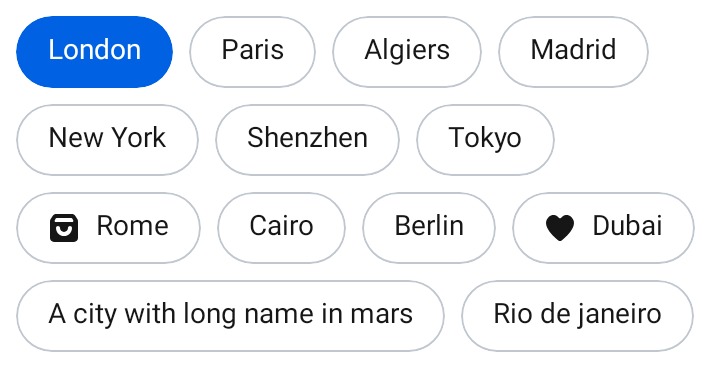 London Paris Algiers Madrid
New York Shenzhen Tokyo
Rome Cairo Berlin Dubai
A city with long name in mars Rio de janeiro